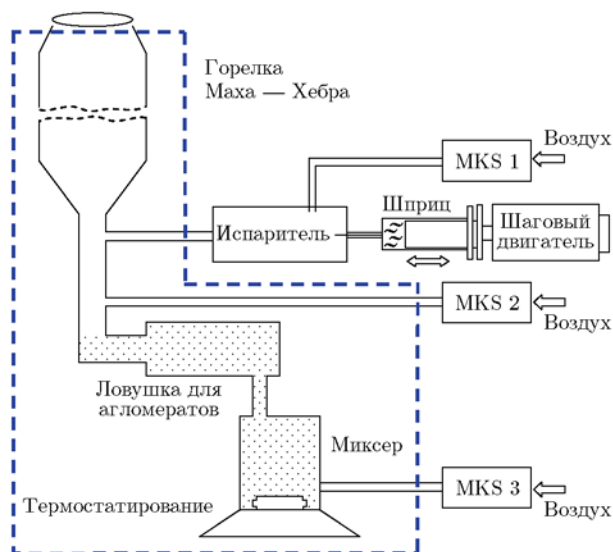 Горелка
Маха — Хебра
Воздух
MKS 1
Шприц
Испаритель
Шаговый
двигатель
MKS 2
Воздух
Ловушка для
агломератов
Миксер
MKS 3
Термостатирование
Воздух